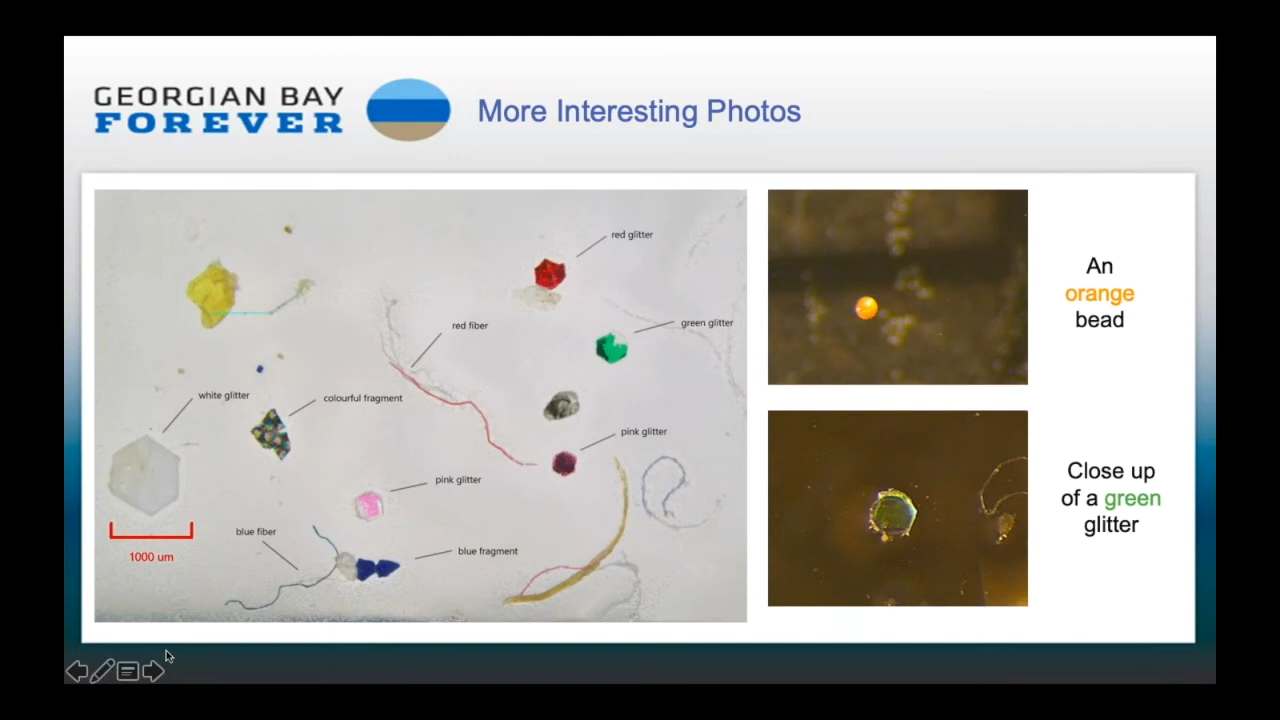 GEORGIAN BAY
FOREVER
More Interesting Photos
red glitter
red fiber
green glitter
white glitter
colourful fragment
pink glitter
pink glitter
1000 um
blue fiber
blue fragment
An
orange
bead
Close up
of a green
glitter